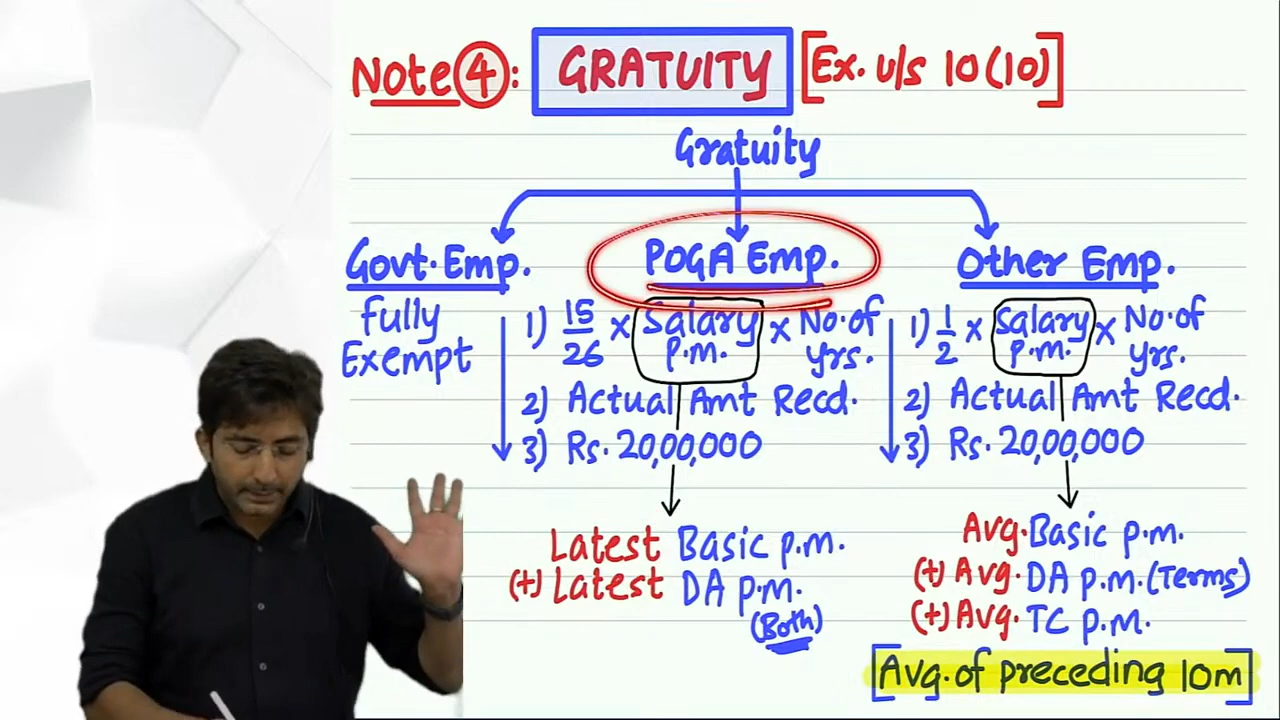 Note 4: GRATUITY [Ex. u/s 10(10)]
Gratuity
Govt. Emp.
Fully
Exempt
POGA Emp.
1) 15/26 × Salary p.m. × No. of yrs.
2) Actual Amt Recd.
3) Rs. 20,00,000
Latest Basic p.m.
(+) Latest DA p.m.
(Both)
Other Emp.
1) 1/2 × Salary p.m. × No. of yrs.
2) Actual Amt Recd.
3) Rs. 20,00,000
Avg. Basic p.m.
(+) Avg. DA p.m. (Terms)
(+) Avg. TC p.m.
[Avg. of preceding 10m]